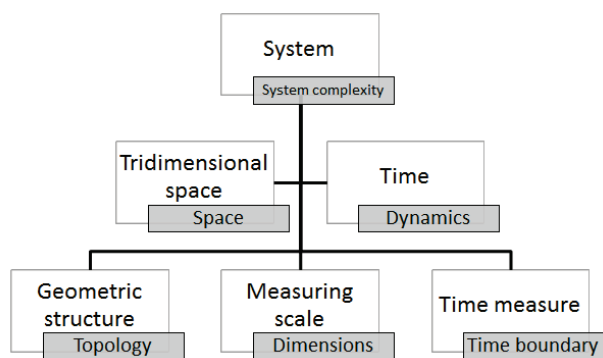 System
System complexity
Tridimensional
space
Space
Time
Dynamics
Geometric
structure
Topology
Measuring
scale
Dimensions
Time measure
Time boundary